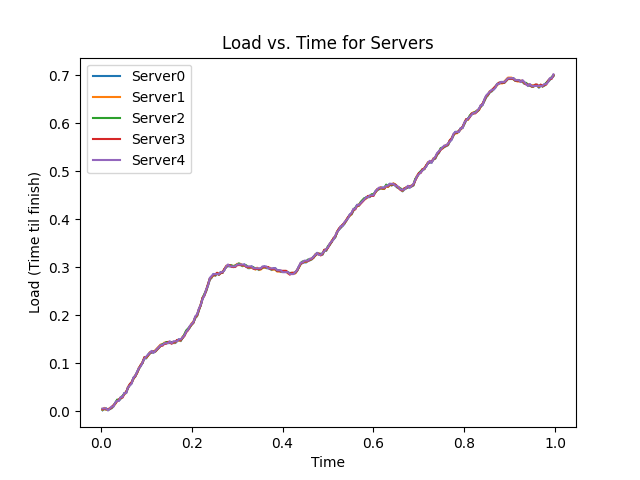 Load vs. Time for Servers
Server0
Server1
Server2
Server3
Server4
Load (Time til finish)
0.7
0.6
0.5
0.4
0.3
0.2
0.1
0.0
0.0 0.2 0.4 0.6 0.8 1.0
Time